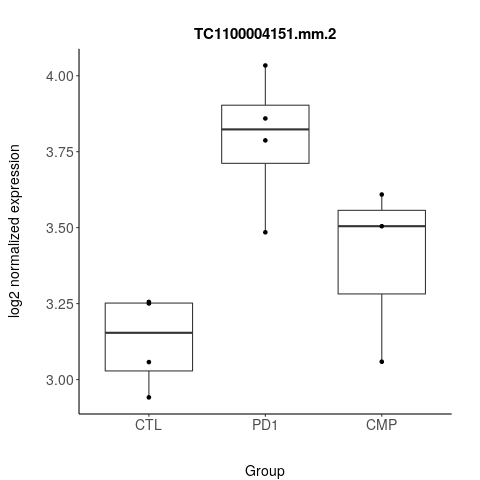 TC1100004151.mm.2
log2 normalized expression
4.00
3.75
3.50
3.25
3.00
CTL PD1 CMP
Group